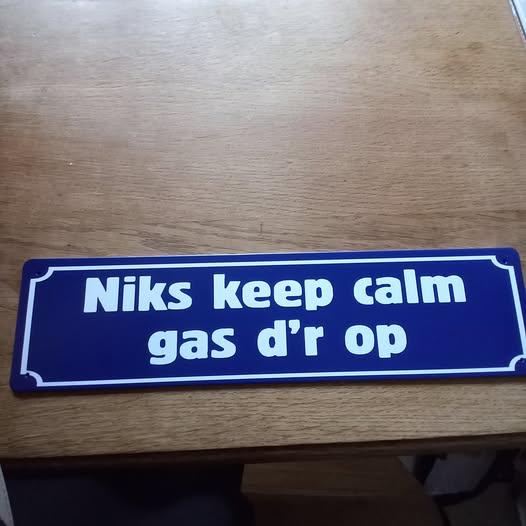 Niks keep calm
gas d'r op